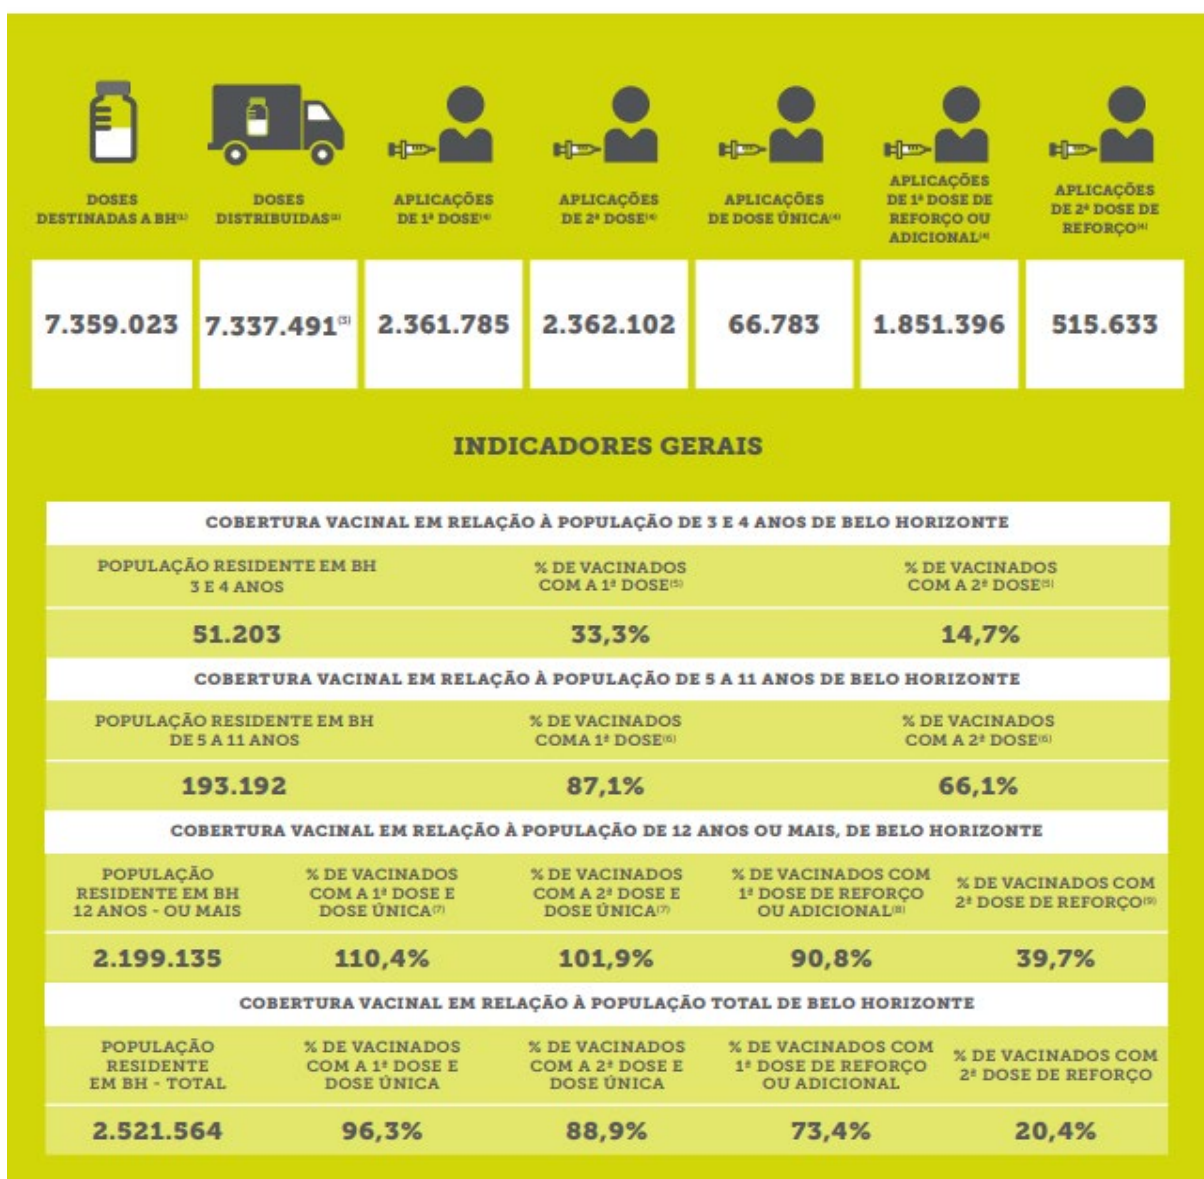 DOSES
DESTINADAS A BH(1)
DOSES
DISTRIBUIDAS(2)
APLICAÇÕES
DE 1ª DOSE(4)
APLICAÇÕES
DE 2ª DOSE(4)
APLICAÇÕES
DE DOSE ÚNICA(4)
APLICAÇÕES
DE 1ª DOSE DE
REFORÇO OU
ADICIONAL(4)
APLICAÇÕES
DE 2ª DOSE DE
REFORÇO(4)
7.359.023
7.337.491(3)
2.361.785
2.362.102
66.783
1.851.396
515.633
INDICADORES GERAIS
COBERTURA VACINAL EM RELAÇÃO À POPULAÇÃO DE 3 E 4 ANOS DE BELO HORIZONTE
POPULAÇÃO RESIDENTE EM BH
3 E 4 ANOS
% DE VACINADOS
COM A 1ª DOSE(5)
% DE VACINADOS
COM A 2ª DOSE(5)
51.203
33,3%
14,7%
COBERTURA VACINAL EM RELAÇÃO À POPULAÇÃO DE 5 A 11 ANOS DE BELO HORIZONTE
POPULAÇÃO RESIDENTE EM BH
DE 5 A 11 ANOS
% DE VACINADOS
COMA 1ª DOSE(6)
% DE VACINADOS
COM A 2ª DOSE(6)
193.192
87,1%
66,1%
COBERTURA VACINAL EM RELAÇÃO À POPULAÇÃO DE 12 ANOS OU MAIS, DE BELO HORIZONTE
POPULAÇÃO
RESIDENTE EM BH
12 ANOS - OU MAIS
% DE VACINADOS
COM A 1ª DOSE E
DOSE ÚNICA(7)
% DE VACINADOS
COM A 2ª DOSE E
DOSE ÚNICA(7)
% DE VACINADOS COM
1ª DOSE DE REFORÇO
OU ADICIONAL(8)
% DE VACINADOS COM
2ª DOSE DE REFORÇO(9)
2.199.135
110,4%
101,9%
90,8%
39,7%
COBERTURA VACINAL EM RELAÇÃO À POPULAÇÃO TOTAL DE BELO HORIZONTE
POPULAÇÃO
RESIDENTE
EM BH - TOTAL
% DE VACINADOS
COM A 1ª DOSE E
DOSE ÚNICA
% DE VACINADOS
COM A 2ª DOSE E
DOSE ÚNICA
% DE VACINADOS COM
1ª DOSE DE REFORÇO
OU ADICIONAL
% DE VACINADOS COM
2ª DOSE DE REFORÇO
2.521.564
96,3%
88,9%
73,4%
20,4%